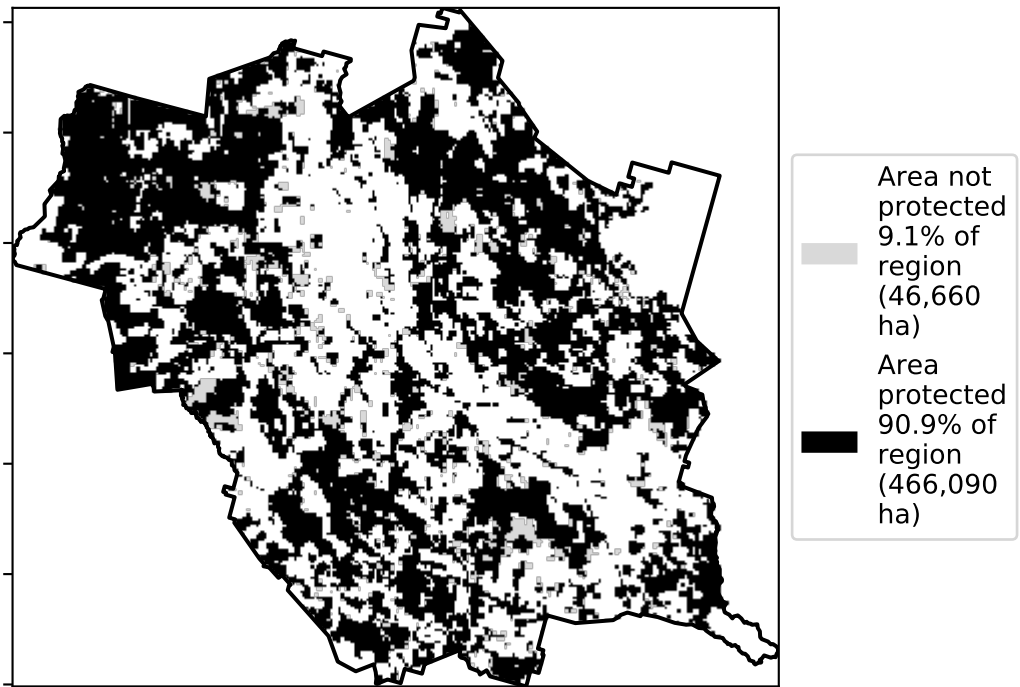 Area not
protected
9.1% of
region
(46,660
ha)
Area
protected
90.9% of
region
(466,090
ha)